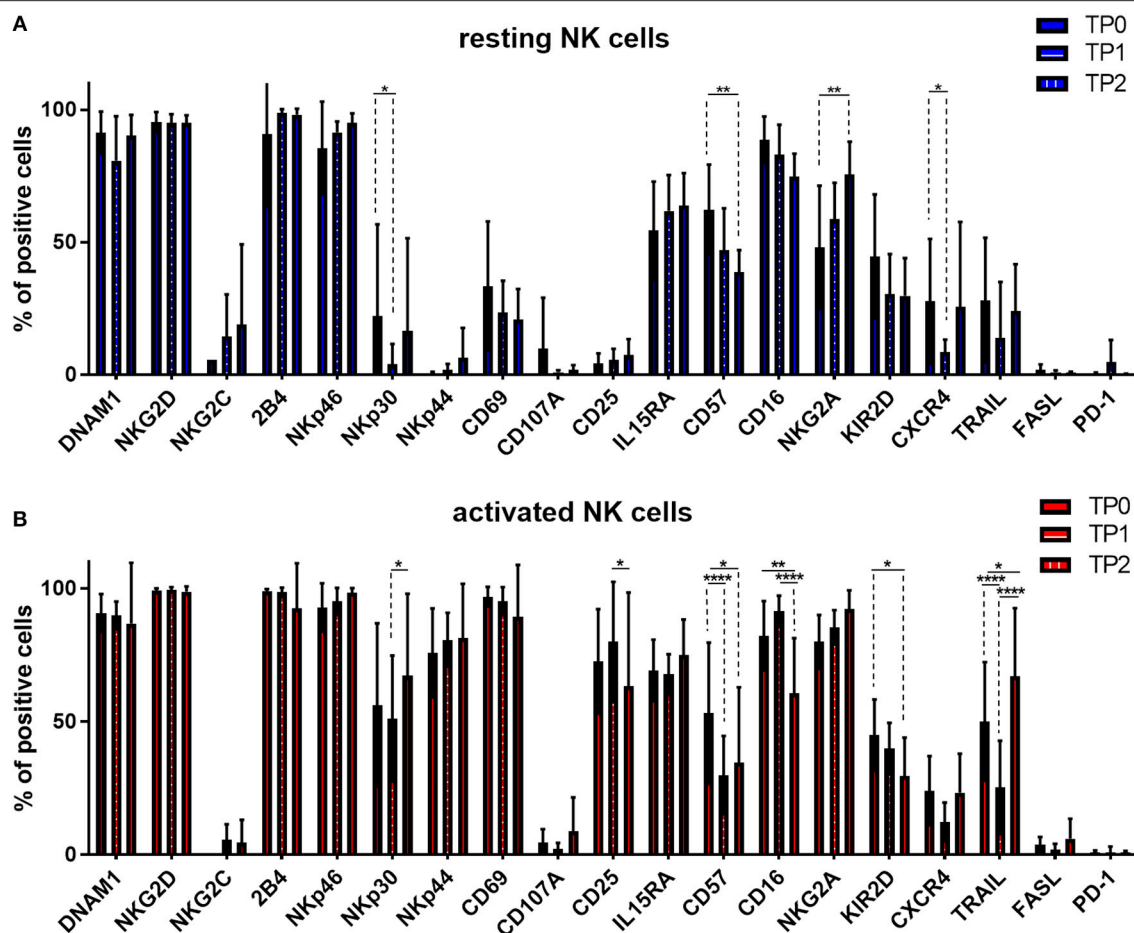 A
resting NK cells
TP0
TP1
TP2
% of positive cells
100
50
0
*
**
**
*
DNAM1
NKG2D
NKG2C
2B4
NKp46
NKp30
NKp44
CD69
CD107A
CD25
IL15RA
CD57
CD16
NKG2A
KIR2D
CXCR4
TRAIL
FASL
PD-1
B
activated NK cells
TP0
TP1
TP2
% of positive cells
100
50
0
*
*
*
****
**
****
*
*
****
****
DNAM1
NKG2D
NKG2C
2B4
NKp46
NKp30
NKp44
CD69
CD107A
CD25
IL15RA
CD57
CD16
NKG2A
KIR2D
CXCR4
TRAIL
FASL
PD-1